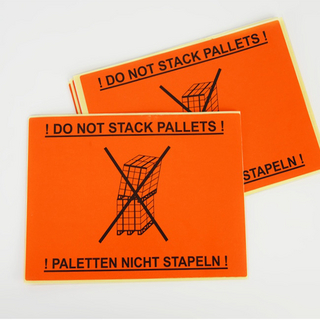 ! DO NOT STACK PALLETS !
STAPELN !
! DO NOT STACK PALLETS !
! PALETTEN NICHT STAPELN !